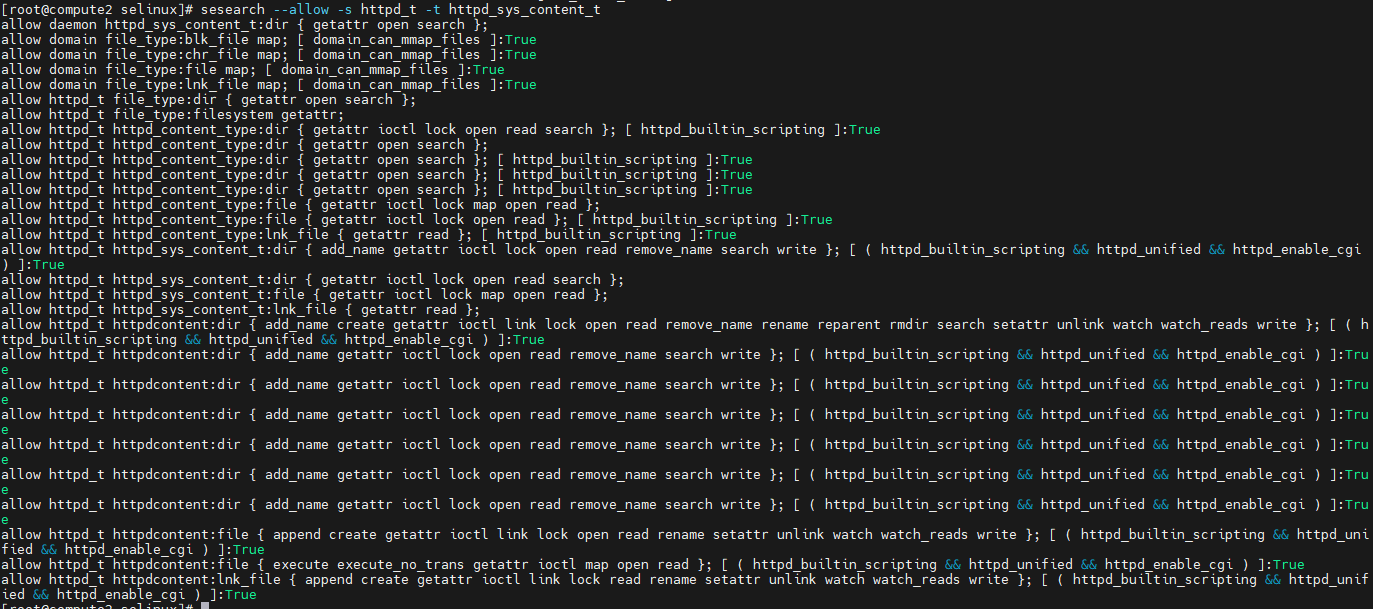 [root@compute2 selinux]# sesearch --allow -s httpd_t -t httpd_sys_content_t
allow daemon httpd_sys_content_t:dir { getattr open search };
allow domain file_type:blk_file map; [ domain_can_mmap_files ]:True
allow domain file_type:chr_file map; [ domain_can_mmap_files ]:True
allow domain file_type:file map; [ domain_can_mmap_files ]:True
allow domain file_type:lnk_file map; [ domain_can_mmap_files ]:True
allow httpd_t file_type:dir { getattr open search };
allow httpd_t file_type:filesystem getattr;
allow httpd_t httpd_content_type:dir { getattr ioctl lock open read search }; [ httpd_builtin_scripting ]:True
allow httpd_t httpd_content_type:dir { getattr open search };
allow httpd_t httpd_content_type:dir { getattr open search }; [ httpd_builtin_scripting ]:True
allow httpd_t httpd_content_type:dir { getattr open search }; [ httpd_builtin_scripting ]:True
allow httpd_t httpd_content_type:dir { getattr open search }; [ httpd_builtin_scripting ]:True
allow httpd_t httpd_content_type:file { getattr ioctl lock map open read };
allow httpd_t httpd_content_type:file { getattr ioctl lock open read }; [ httpd_builtin_scripting ]:True
allow httpd_t httpd_content_type:lnk_file { getattr read }; [ httpd_builtin_scripting ]:True
allow httpd_t httpd_sys_content_t:dir { add_name getattr ioctl lock open read remove_name search write }; [ ( httpd_builtin_scripting && httpd_unified && httpd_enable_cgi
) ]:True
allow httpd_t httpd_sys_content_t:dir { getattr ioctl lock open read search };
allow httpd_t httpd_sys_content_t:file { getattr ioctl lock map open read };
allow httpd_t httpd_sys_content_t:lnk_file { getattr read };
allow httpd_t httpdcontent:dir { add_name create getattr ioctl link lock open read remove_name rename reparent rmdir search setattr unlink watch watch_reads write }; [ ( h
ttpd_builtin_scripting && httpd_unified && httpd_enable_cgi ) ]:True
allow httpd_t httpdcontent:dir { add_name getattr ioctl lock open read remove_name search write }; [ ( httpd_builtin_scripting && httpd_unified && httpd_enable_cgi ) ]:Tru
e
allow httpd_t httpdcontent:dir { add_name getattr ioctl lock open read remove_name search write }; [ ( httpd_builtin_scripting && httpd_unified && httpd_enable_cgi ) ]:Tru
e
allow httpd_t httpdcontent:dir { add_name getattr ioctl lock open read remove_name search write }; [ ( httpd_builtin_scripting && httpd_unified && httpd_enable_cgi ) ]:Tru
e
allow httpd_t httpdcontent:dir { add_name getattr ioctl lock open read remove_name search write }; [ ( httpd_builtin_scripting && httpd_unified && httpd_enable_cgi ) ]:Tru
e
allow httpd_t httpdcontent:dir { add_name getattr ioctl lock open read remove_name search write }; [ ( httpd_builtin_scripting && httpd_unified && httpd_enable_cgi ) ]:Tru
e
allow httpd_t httpdcontent:dir { add_name getattr ioctl lock open read remove_name search write }; [ ( httpd_builtin_scripting && httpd_unified && httpd_enable_cgi ) ]:Tru
e
allow httpd_t httpdcontent:file { append create getattr ioctl link lock open read rename setattr unlink watch watch_reads write }; [ ( httpd_builtin_scripting && httpd_uni
fied && httpd_enable_cgi ) ]:True
allow httpd_t httpdcontent:file { execute execute_no_trans getattr ioctl map open read }; [ ( httpd_builtin_scripting && httpd_unified && httpd_enable_cgi ) ]:True
allow httpd_t httpdcontent:lnk_file { append create getattr ioctl link lock read rename setattr unlink watch watch_reads write }; [ ( httpd_builtin_scripting && httpd_unif
ied && httpd_enable_cgi ) ]:True
[root@compute2 selinux]#